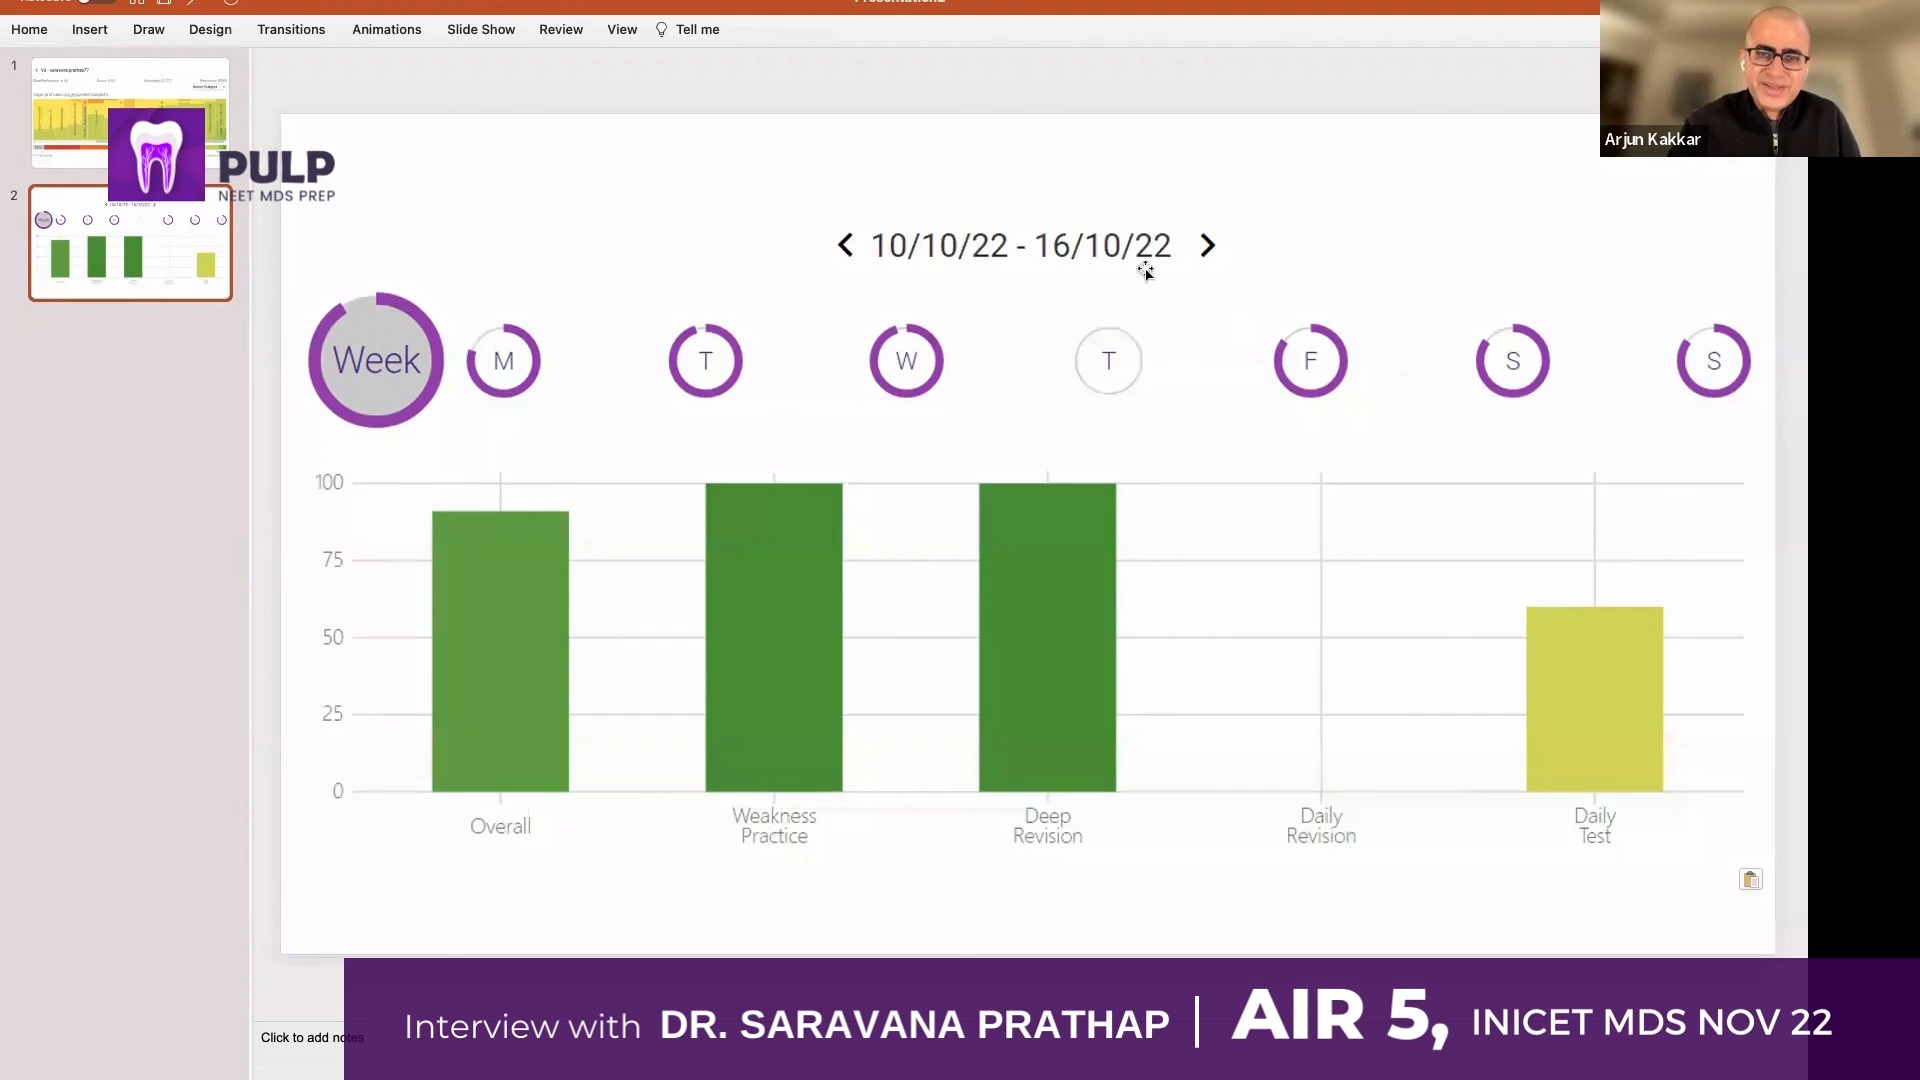 Home Insert Draw Design Transitions Animations Slide Show Review View Tell me
Arjun Kakkar
1
2
PULP
NEET MDS PREP
10/10/22 - 16/10/22
Week M T W T F S S
100
75
50
25
0
Overall
Weakness Practice
Deep Revision
Daily Revision
Daily Test
Click to add notes
Interview with DR. SARAVANA PRATHAP | AIR 5, INICET MDS NOV 22